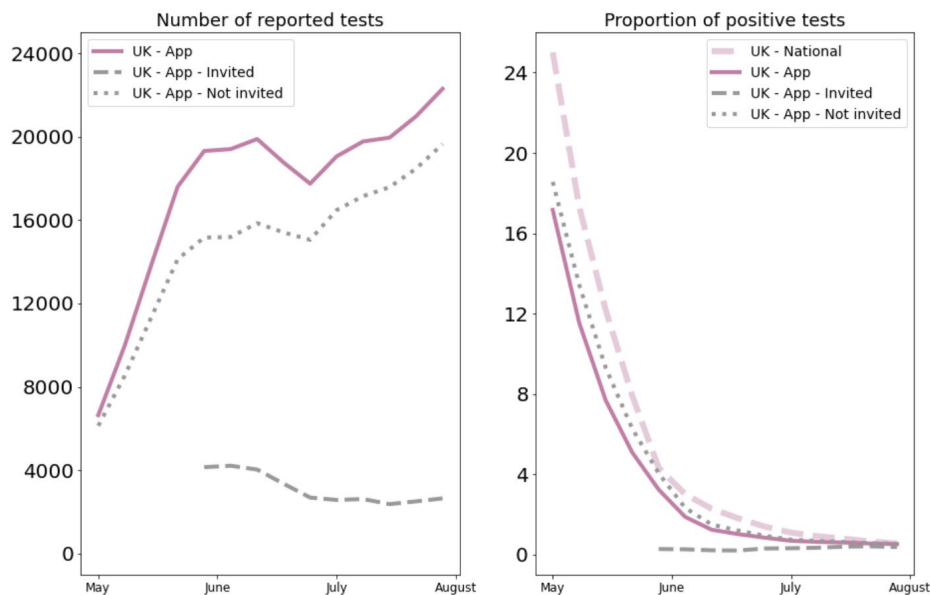 Number of reported tests
UK - App
UK - App - Invited
UK - App - Not invited
24000
20000
16000
12000
8000
4000
0
May June July August
Proportion of positive tests
UK - National
UK - App
UK - App - Invited
UK - App - Not invited
24
20
16
12
8
4
0
May June July August